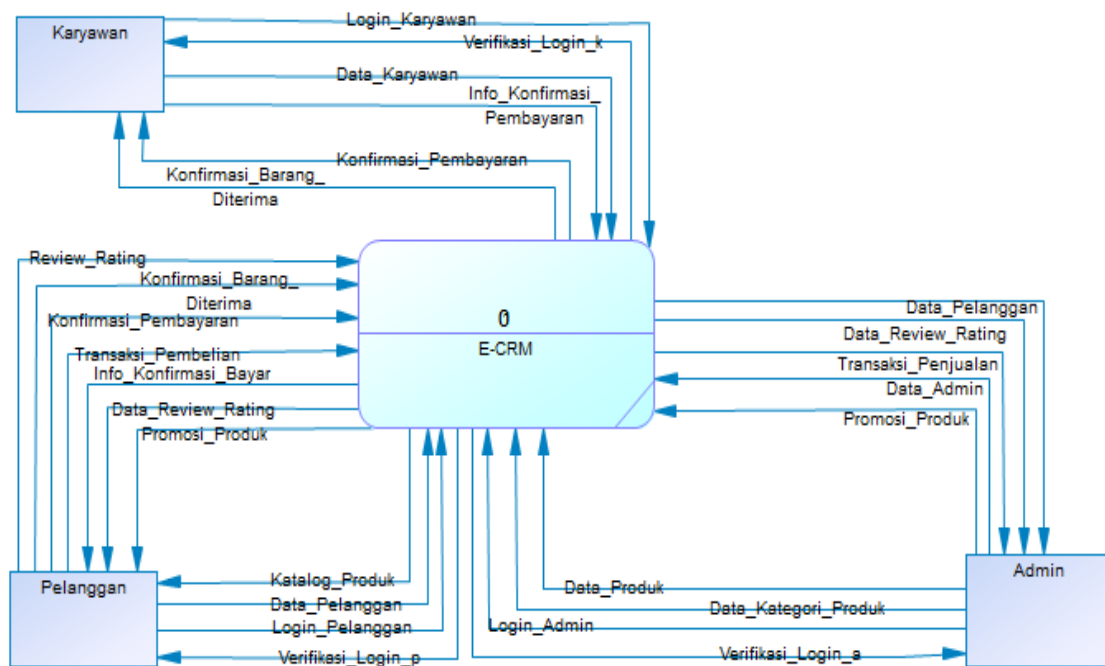 Login_Karyawan
Karyawan
Verifikasi_Login_k
Data_Karyawan
Info_Konfirmasi_
Pembayaran
Konfirmasi_Pembayaran
Konfirmasi_Barang_
Diterima
Review_Rating
Konfirmasi_Barang_
Diterima
Konfirmasi_Pembayaran
Transaksi_Pembelian
Info_Konfirmasi_Bayar
Data_Review_Rating
Promosi_Produk
0
E-CRM
Data_Pelanggan
Data_Review_Rating
Transaksi_Penjualan
Data_Admin
Promosi_Produk
Pelanggan
Katalog_Produk
Data_Pelanggan
Login_Pelanggan
Verifikasi_Login_p
Admin
Data_Produk
Data_Kategori_Produk
Login_Admin
Verifikasi_Login_a